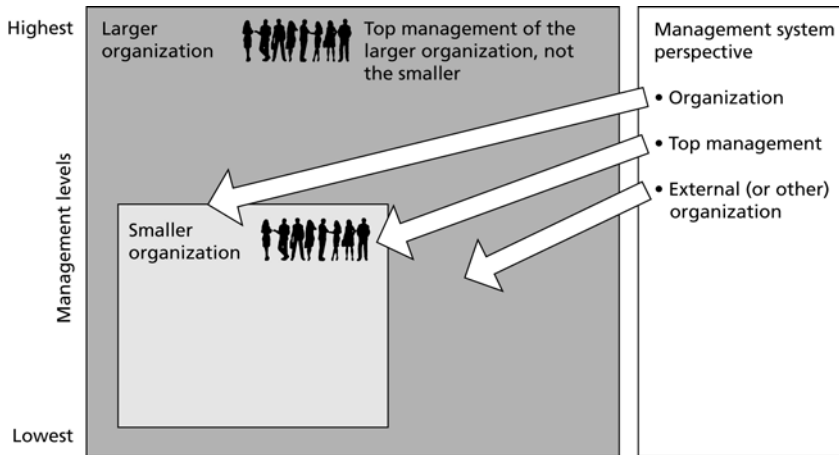 Highest
Larger
organization
Top management of the
larger organization, not
the smaller
Management system
perspective
• Organization
• Top management
• External (or other)
organization
Management levels
Smaller
organization
Lowest